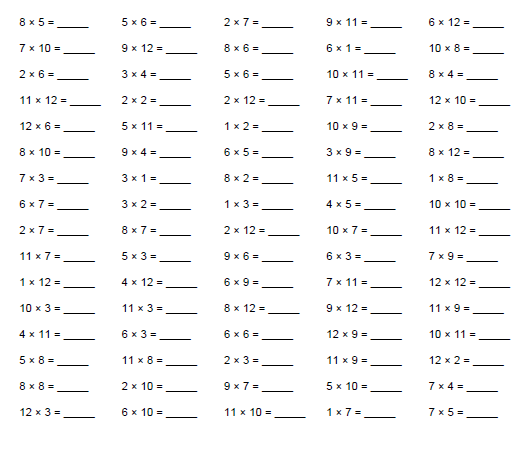 8 × 5 = _____ 5 × 6 = _____ 2 × 7 = _____ 9 × 11 = _____ 6 × 12 = _____
7 × 10 = _____ 9 × 12 = _____ 8 × 6 = _____ 6 × 1 = _____ 10 × 8 = _____
2 × 6 = _____ 3 × 4 = _____ 5 × 6 = _____ 10 × 11 = _____ 8 × 4 = _____
11 × 12 = _____ 2 × 2 = _____ 2 × 12 = _____ 7 × 11 = _____ 12 × 10 = _____
12 × 6 = _____ 5 × 11 = _____ 1 × 2 = _____ 10 × 9 = _____ 2 × 8 = _____
8 × 10 = _____ 9 × 4 = _____ 6 × 5 = _____ 3 × 9 = _____ 8 × 12 = _____
7 × 3 = _____ 3 × 1 = _____ 8 × 2 = _____ 11 × 5 = _____ 1 × 8 = _____
6 × 7 = _____ 3 × 2 = _____ 1 × 3 = _____ 4 × 5 = _____ 10 × 10 = _____
2 × 7 = _____ 8 × 7 = _____ 2 × 12 = _____ 10 × 7 = _____ 11 × 12 = _____
11 × 7 = _____ 5 × 3 = _____ 9 × 6 = _____ 6 × 3 = _____ 7 × 9 = _____
1 × 12 = _____ 4 × 12 = _____ 6 × 9 = _____ 7 × 11 = _____ 12 × 12 = _____
10 × 3 = _____ 11 × 3 = _____ 8 × 12 = _____ 9 × 12 = _____ 11 × 9 = _____
4 × 11 = _____ 6 × 3 = _____ 6 × 6 = _____ 12 × 9 = _____ 10 × 11 = _____
5 × 8 = _____ 11 × 8 = _____ 2 × 3 = _____ 11 × 9 = _____ 12 × 2 = _____
8 × 8 = _____ 2 × 10 = _____ 9 × 7 = _____ 5 × 10 = _____ 7 × 4 = _____
12 × 3 = _____ 6 × 10 = _____ 11 × 10 = _____ 1 × 7 = _____ 7 × 5 = _____